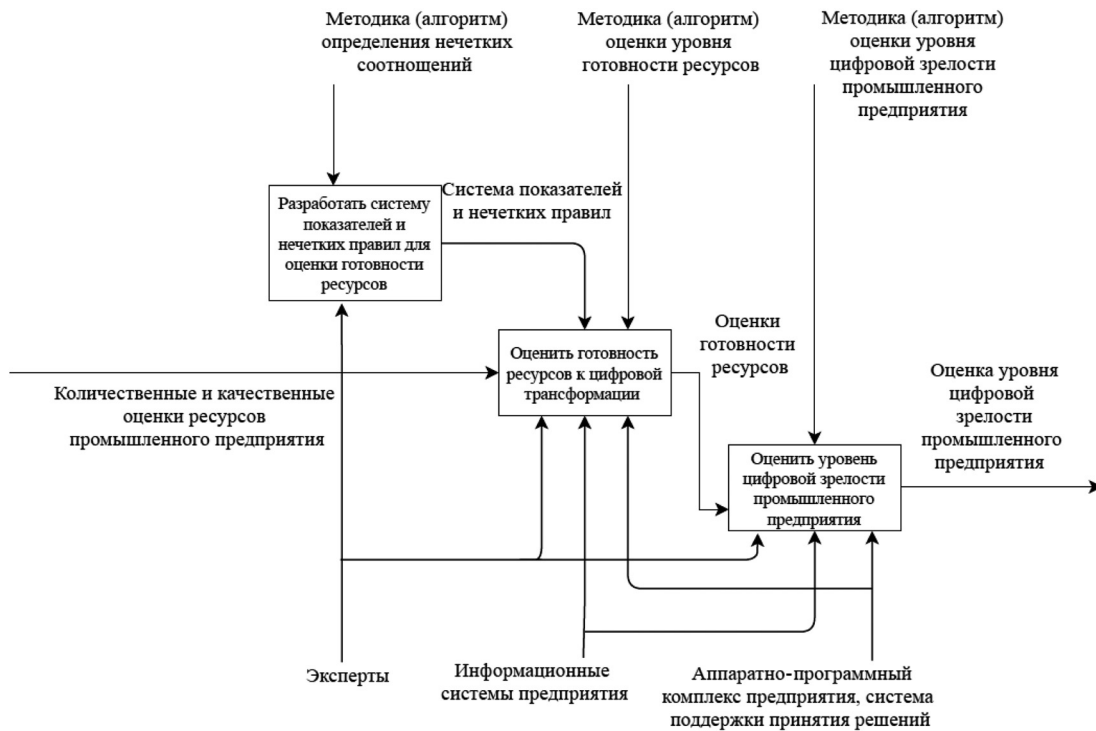 Методика (алгоритм)
определения нечетких
соотнощений
Методика (алгоритм)
оценки уровня
готовности ресурсов
Методика (алгоритм)
оценки уровня
цифровой зрелости
промышленного
предприятия
Разработать систему
показателей и
нечетких правил для
оценки готовности
ресурсов
Система показателей
и нечетких правил
Оценить готовность
ресурсов к цифровой
трансформации
Оценки
готовности
ресурсов
Количественные и качественные
оценки ресурсов
промышленного предприятия
Оценка уровня
цифровой
зрелости
промышленного
предприятия
Оценить уровень
цифровой зрелости
промышленного
предприятия
Эксперты
Информационные
системы предприятия
Аппаратно-программный
комплекс предприятия, система
поддержки принятия решений